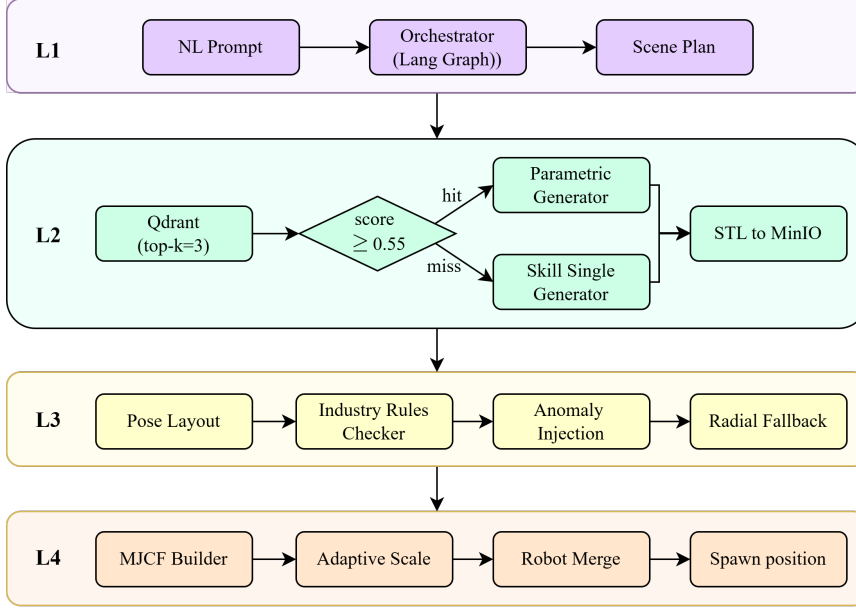 L1
NL Prompt
Orchestrator
(Lang Graph))
Scene Plan
L2
Qdrant
(top-k=3)
score
≥ 0.55
hit
miss
Parametric
Generator
Skill Single
Generator
STL to MinIO
L3
Pose Layout
Industry Rules
Checker
Anomaly
Injection
Radial Fallback
L4
MJCF Builder
Adaptive Scale
Robot Merge
Spawn position